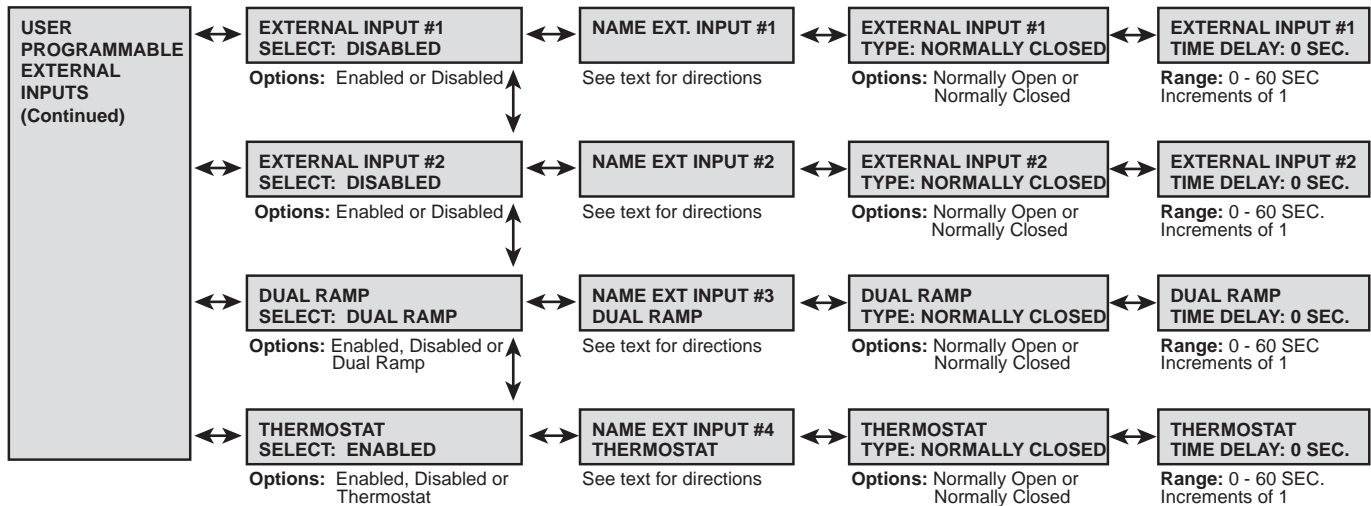 USER
PROGRAMMABLE
EXTERNAL
INPUTS
(Continued)
EXTERNAL INPUT #1
SELECT: DISABLED
Options: Enabled or Disabled
NAME EXT. INPUT #1
See text for directions
EXTERNAL INPUT #1
TYPE: NORMALLY CLOSED
Options: Normally Open or
Normally Closed
EXTERNAL INPUT #1
TIME DELAY: 0 SEC.
Range: 0 - 60 SEC
Increments of 1
EXTERNAL INPUT #2
SELECT: DISABLED
Options: Enabled or Disabled
NAME EXT INPUT #2
See text for directions
EXTERNAL INPUT #2
TYPE: NORMALLY CLOSED
Options: Normally Open or
Normally Closed
EXTERNAL INPUT #2
TIME DELAY: 0 SEC.
Range: 0 - 60 SEC.
Increments of 1
DUAL RAMP
SELECT: DUAL RAMP
Options: Enabled, Disabled or
Dual Ramp
NAME EXT INPUT #3
DUAL RAMP
See text for directions
DUAL RAMP
TYPE: NORMALLY CLOSED
Options: Normally Open or
Normally Closed
DUAL RAMP
TIME DELAY: 0 SEC.
Range: 0 - 60 SEC
Increments of 1
THERMOSTAT
SELECT: ENABLED
Options: Enabled, Disabled or
Thermostat
NAME EXT INPUT #4
THERMOSTAT
See text for directions
THERMOSTAT
TYPE: NORMALLY CLOSED
Options: Normally Open or
Normally Closed
THERMOSTAT
TIME DELAY: 0 SEC.
Range: 0 - 60 SEC.
Increments of 1